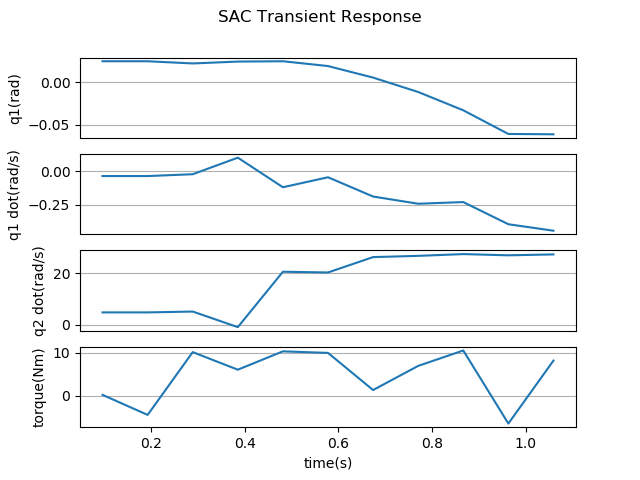 SAC Transient Response
q1(rad)
0.00
−0.05
q1 dot(rad/s)
0.00
−0.25
q2 dot(rad/s)
20
0
torque(Nm)
10
0
0.2 0.4 0.6 0.8 1.0
time(s)